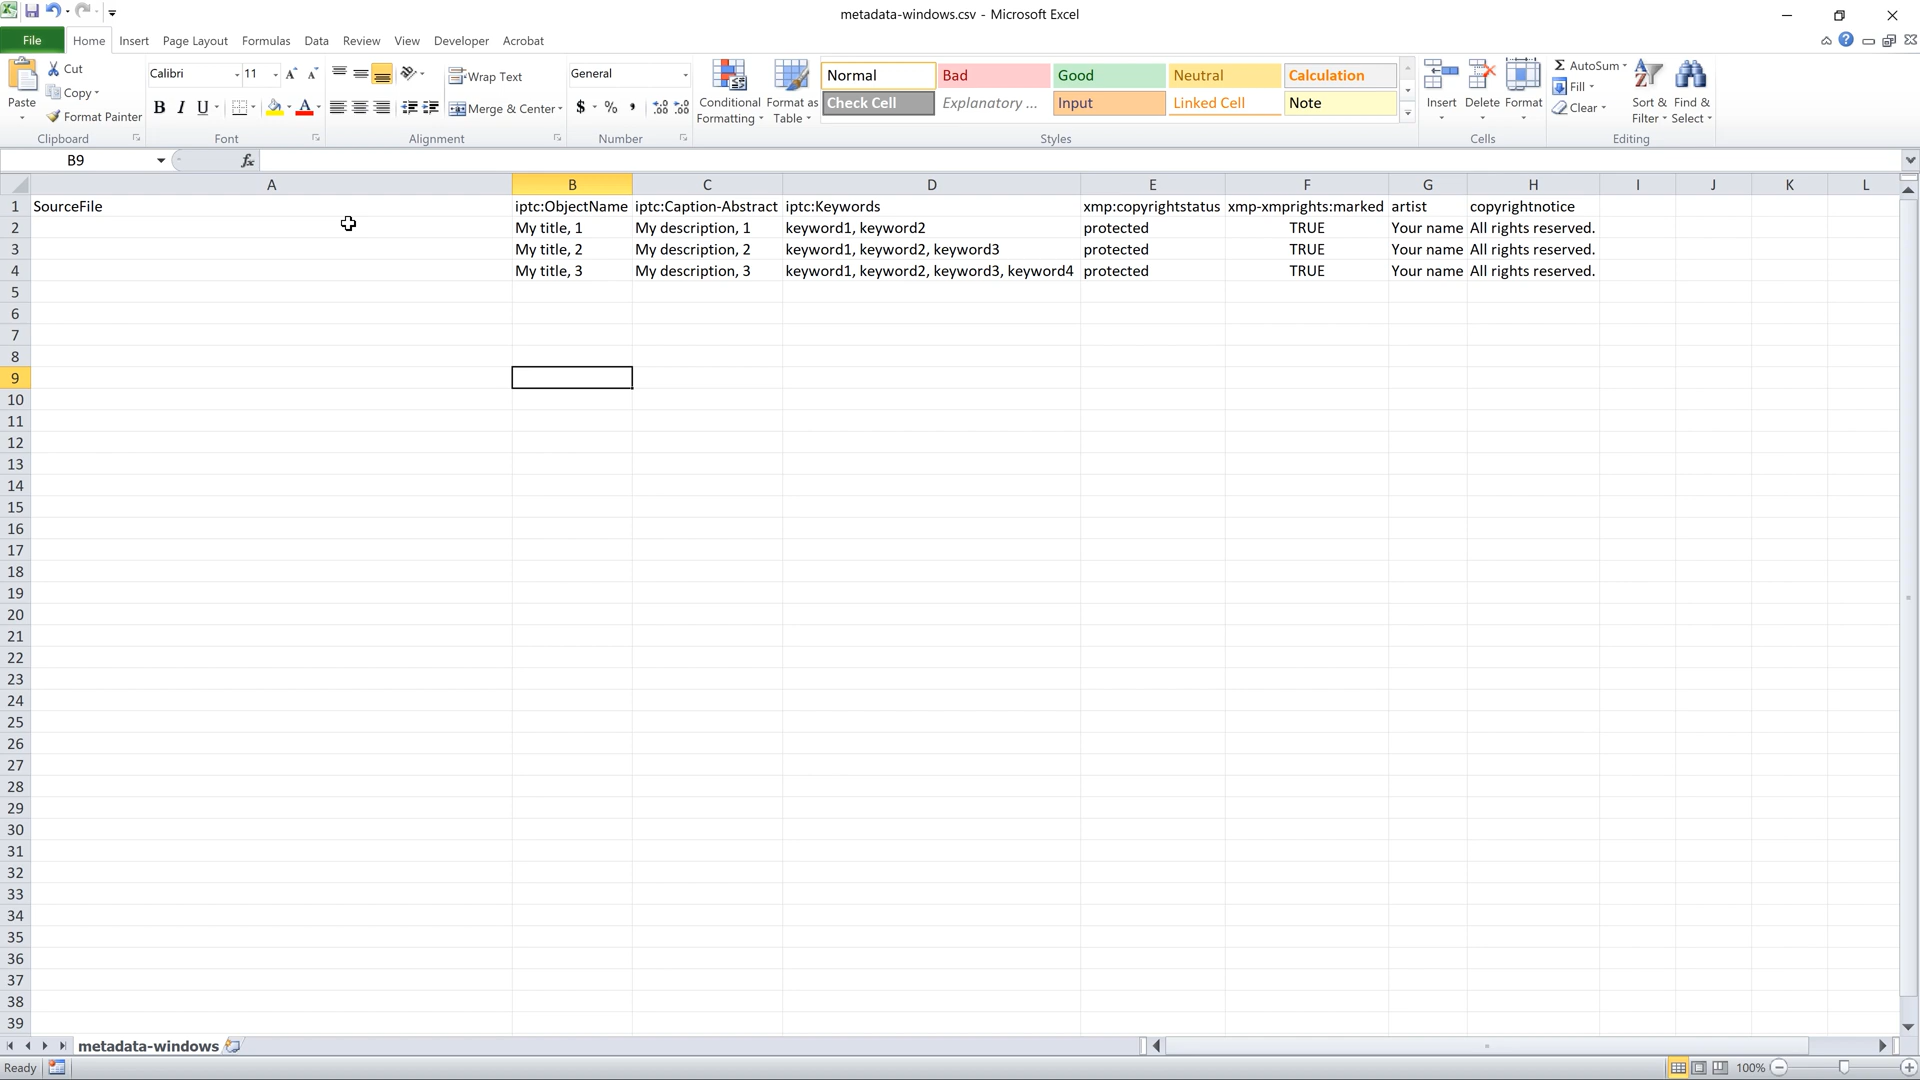 metadata-windows.csv - Microsoft Excel
File Home Insert Page Layout Formulas Data Review View Developer Acrobat
Paste Cut Copy Format Painter Clipboard
Calibri 11 B I U A Font
Wrap Text Merge & Center Alignment
General $ % , Number
Conditional Formatting Format as Table
Normal Bad Good Neutral Calculation
Check Cell Explanatory ... Input Linked Cell Note
Styles
Insert Delete Format Cells
AutoSum Fill Clear Sort & Filter Find & Select Editing
B9 fx
A B C D E F G H I J K L
1 SourceFile iptc:ObjectName iptc:Caption-Abstract iptc:Keywords xmp:copyrightstatus xmp-xmprights:marked artist copyrightnotice
2 My title, 1 My description, 1 keyword1, keyword2 protected TRUE Your name All rights reserved.
3 My title, 2 My description, 2 keyword1, keyword2, keyword3 protected TRUE Your name All rights reserved.
4 My title, 3 My description, 3 keyword1, keyword2, keyword3, keyword4 protected TRUE Your name All rights reserved.
5
6
7
8
9
10
11
12
13
14
15
16
17
18
19
20
21
22
23
24
25
26
27
28
29
30
31
32
33
34
35
36
37
38
39
metadata-windows
Ready 100%